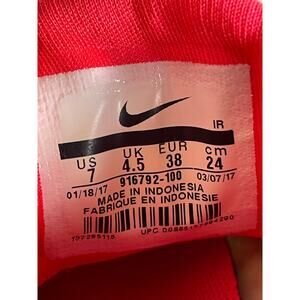 IR
US UK EUR cm
7 4.5 38 24
01/18/17 916792-100 03/07/17
MADE IN INDONESIA
FABRIQUE EN INDONESIE
UPC